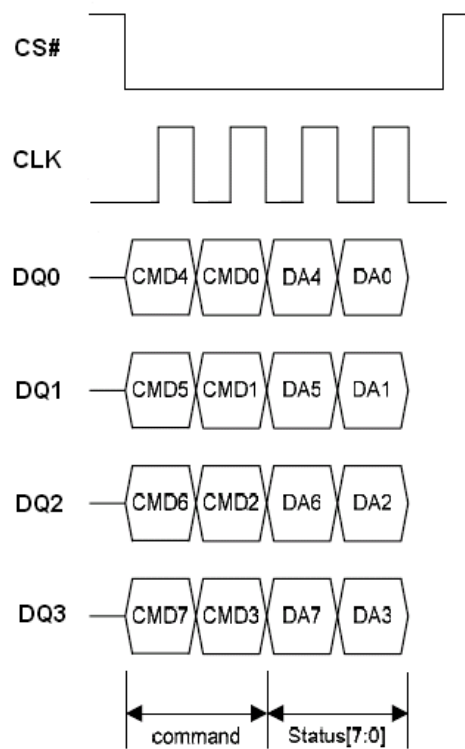 CS#
CLK
DQ0 CMD4 CMD0 DA4 DA0
DQ1 CMD5 CMD1 DA5 DA1
DQ2 CMD6 CMD2 DA6 DA2
DQ3 CMD7 CMD3 DA7 DA3
command Status[7:0]